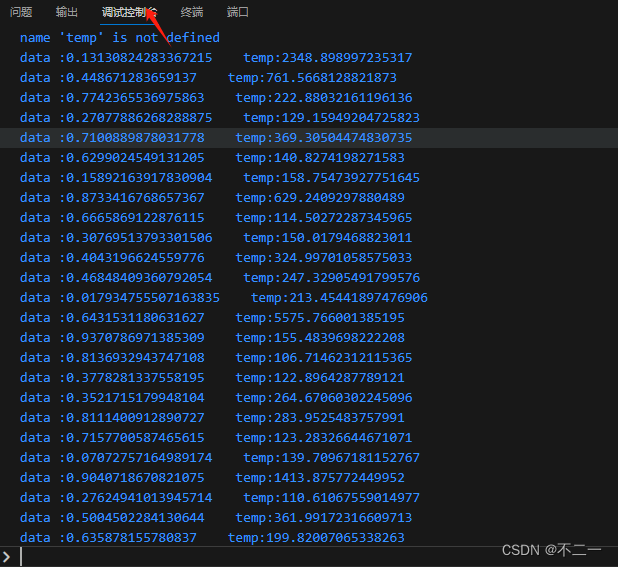 问题 输出 调试控制台 终端 端口
name 'temp' is not defined
data :0.13130824283367215 temp:2348.898997235317
data :0.448671283659137 temp:761.5668128821873
data :0.7742365536975863 temp:222.88032161196136
data :0.27077886268288875 temp:129.15949204725823
data :0.7100889878031778 temp:369.30504474830735
data :0.6299024549131205 temp:140.8274198271583
data :0.15892163917830904 temp:158.75473927751645
data :0.8733416768657367 temp:629.2409297880489
data :0.6665869122876115 temp:114.50272287345965
data :0.30769513793301506 temp:150.0179468823011
data :0.4043196624559776 temp:324.99701058575033
data :0.46848409360792054 temp:247.32905491799576
data :0.017934755507163835 temp:213.45441897476906
data :0.6431531180631627 temp:5575.766001385195
data :0.9370786971385309 temp:155.4839698222208
data :0.8136932943747108 temp:106.71462312115365
data :0.3778281337558195 temp:122.8964287789121
data :0.3521715179948104 temp:264.67060302245096
data :0.8111400912890727 temp:283.9525483757991
data :0.7157700587465615 temp:123.28326644671071
data :0.07072757164989174 temp:139.70967181152767
data :0.9040718670821075 temp:1413.875772449952
data :0.27624941013945714 temp:110.61067559014977
data :0.5004502284130644 temp:361.99172316609713
data :0.635878155780837 temp:199.82007065338263
CSDN @不二一